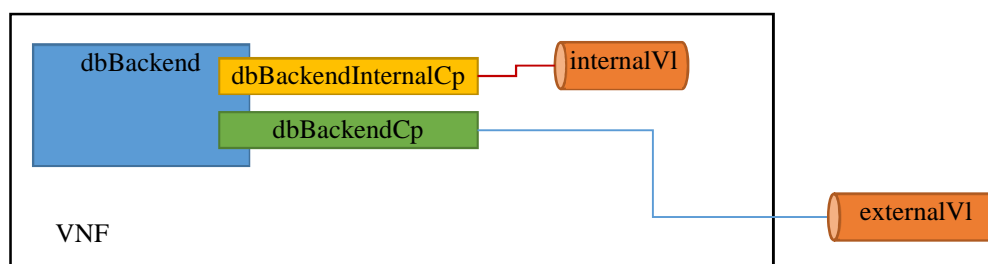 dbBackend
dbBackendInternalCp
internalVl
dbBackendCp
externalVl
VNF